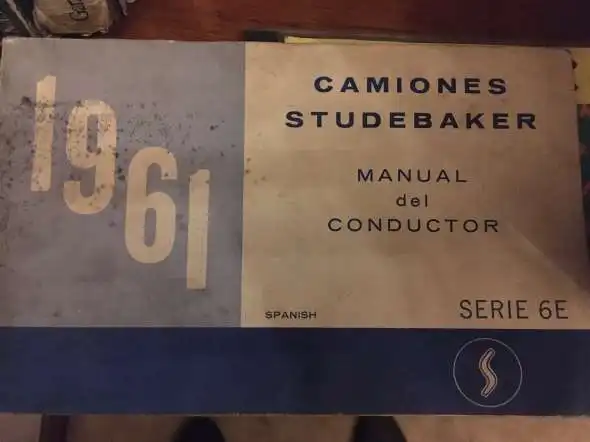 1961
CAMIONES
STUDEBAKER
MANUAL
del
CONDUCTOR
SPANISH
SERIE 6E
S